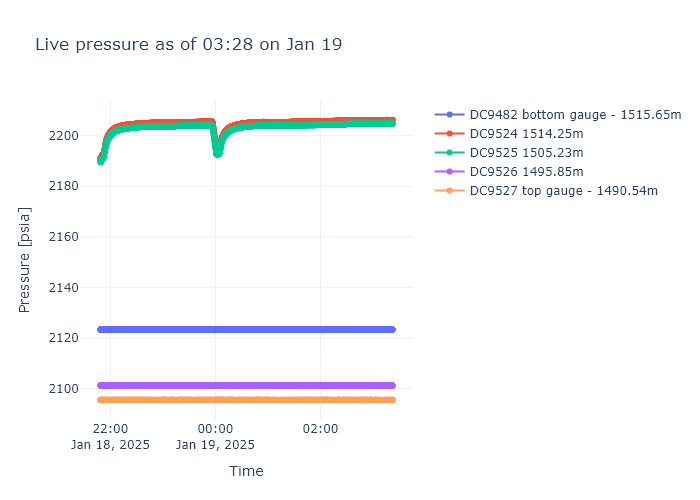 Live pressure as of 03:28 on Jan 19
DC9482 bottom gauge - 1515.65m
DC9524 1514.25m
DC9525 1505.23m
DC9526 1495.85m
DC9527 top gauge - 1490.54m
Pressure [psia]
2200
2180
2160
2140
2120
2100
22:00
Jan 18, 2025
00:00
Jan 19, 2025
02:00
Time